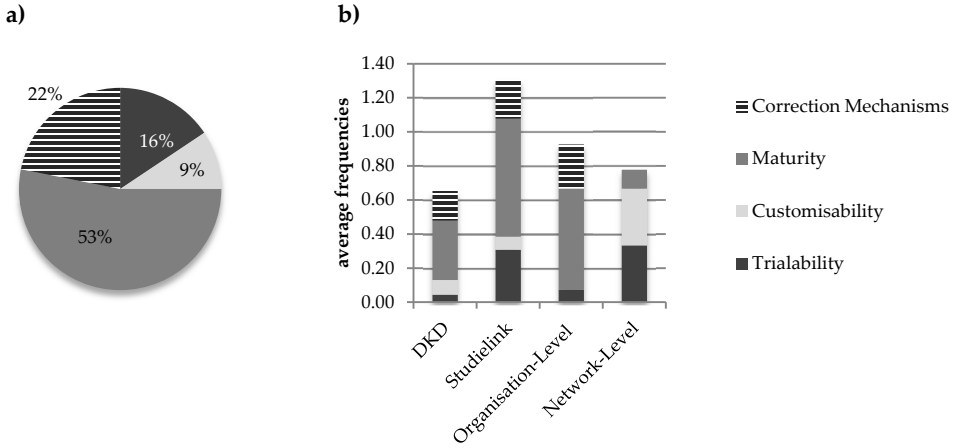 a)
22%
16%
9%
53%
b)
average frequencies
1.40
1.20
1.00
0.80
0.60
0.40
0.20
0.00
DKD
Studielink
Organisation-Level
Network-Level
Correction Mechanisms
Maturity
Customisability
Trialability